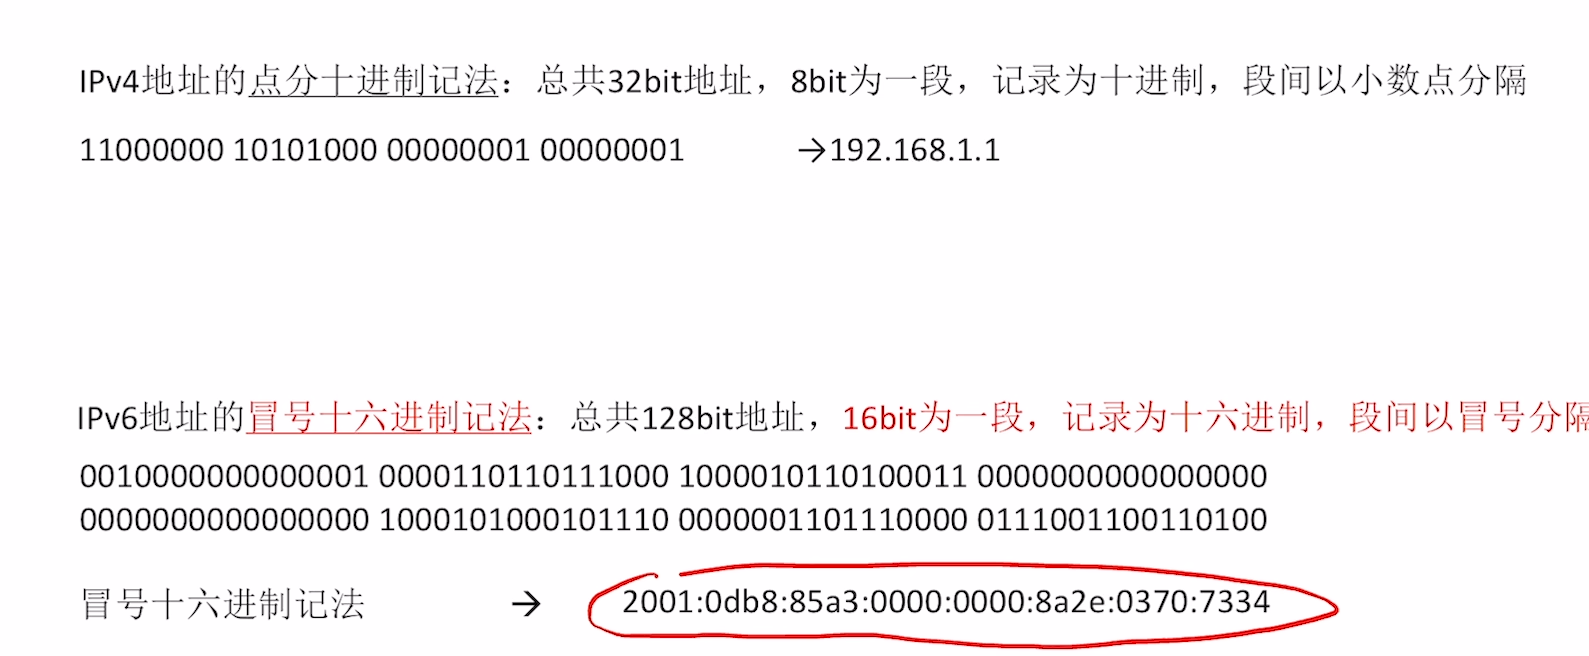 IPv4地址的点分十进制记法：总共32bit地址，8bit为一段，记录为十进制，段间以小数点分隔
11000000 10101000 00000001 00000001 →192.168.1.1
IPv6地址的冒号十六进制记法：总共128bit地址，16bit为一段，记录为十六进制，段间以冒号分隔
0010000000000001 0000110110111000 1000010110100011 0000000000000000
0000000000000000 1000101000101110 0000001101110000 0111001100110100
冒号十六进制记法 → 2001:0db8:85a3:0000:0000:8a2e:0370:7334